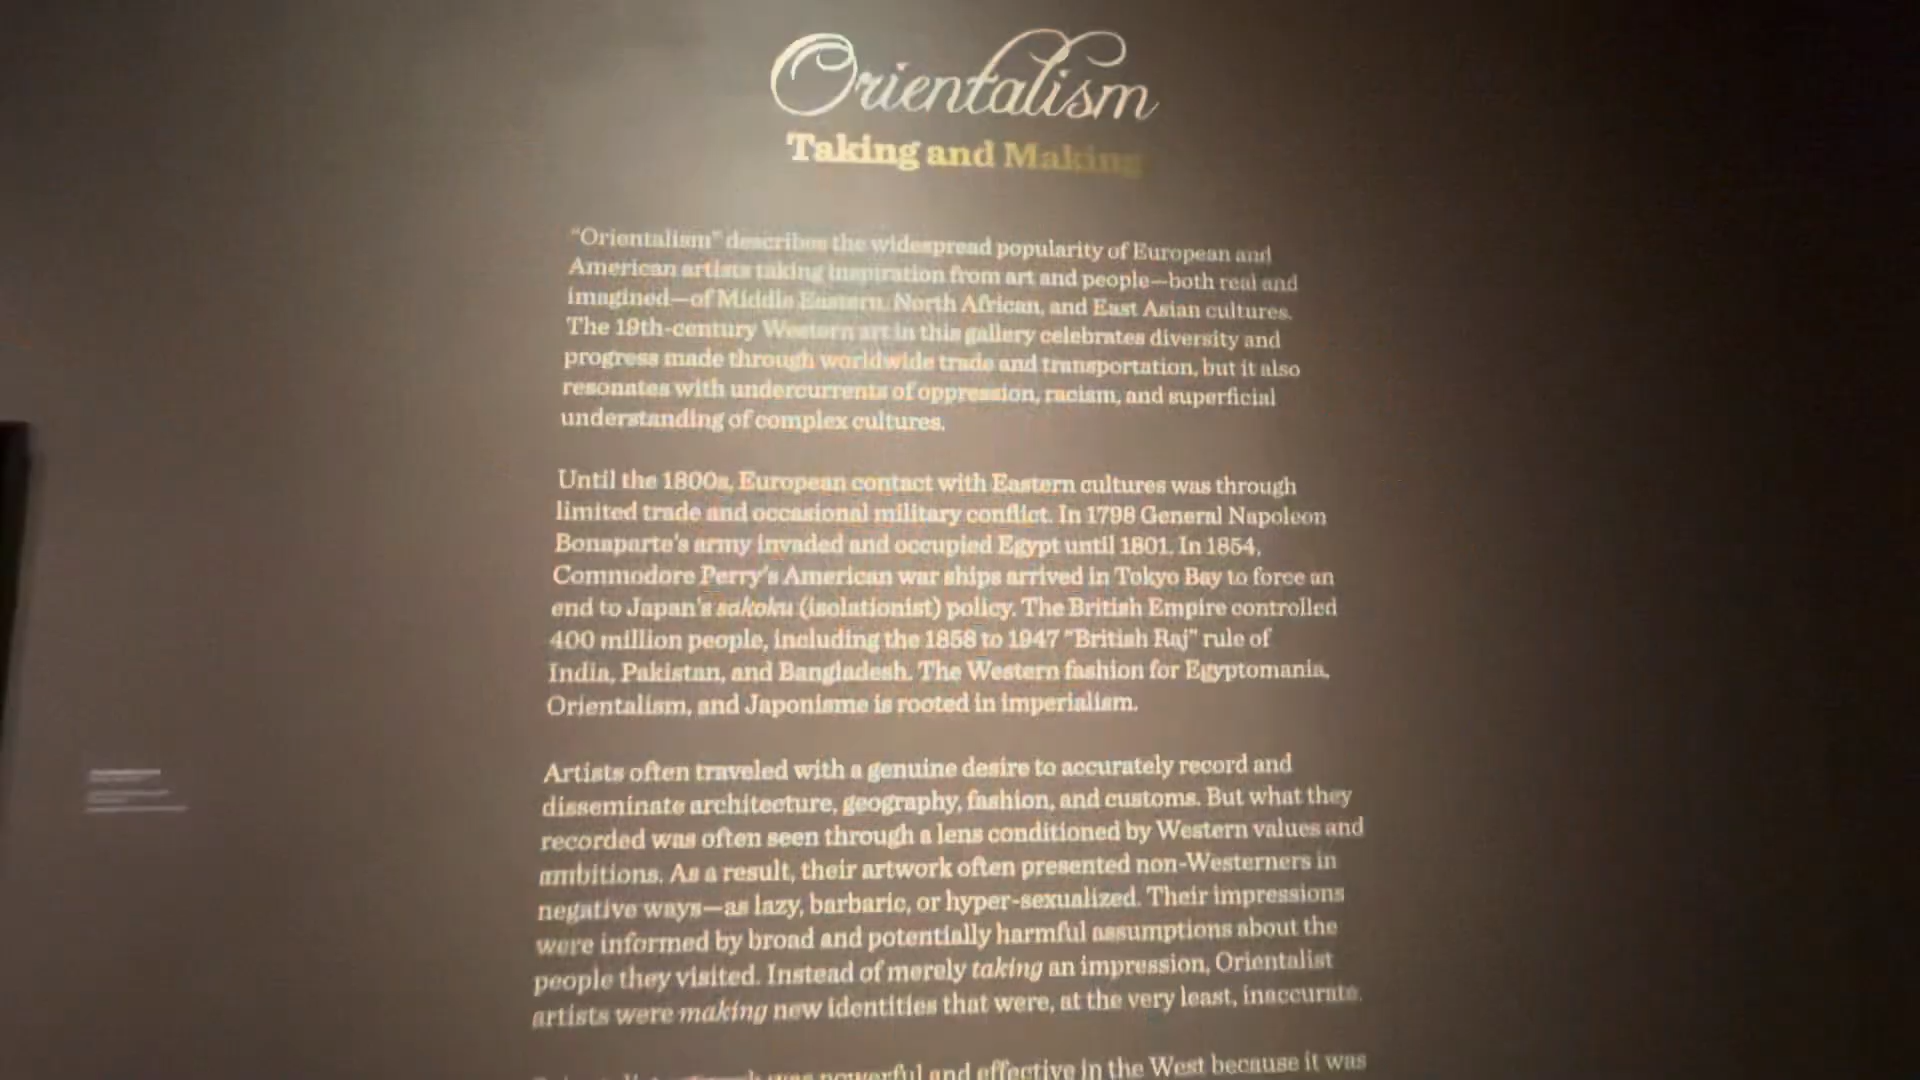 Orientalism
Taking and Making
“Orientalism” describes the widespread popularity of European and
American artists taking inspiration from art and people—both real and
imagined—of Middle Eastern, North African, and East Asian cultures.
The 19th-century Western art in this gallery celebrates diversity and
progress made through worldwide trade and transportation, but it also
resonates with undercurrents of oppression, racism, and superficial
understanding of complex cultures.
Until the 1800s, European contact with Eastern cultures was through
limited trade and occasional military conflict. In 1798 General Napoleon
Bonaparte's army invaded and occupied Egypt until 1801. In 1854,
Commodore Perry's American war ships arrived in Tokyo Bay to force an
end to Japan's sakoku (isolationist) policy. The British Empire controlled
400 million people, including the 1858 to 1947 "British Raj" rule of
India, Pakistan, and Bangladesh. The Western fashion for Egyptomania,
Orientalism, and Japonisme is rooted in imperialism.
Artists often traveled with a genuine desire to accurately record and
disseminate architecture, geography, fashion, and customs. But what they
recorded was often seen through a lens conditioned by Western values and
ambitions. As a result, their artwork often presented non-Westerners in
negative ways—as lazy, barbaric, or hyper-sexualized. Their impressions
were informed by broad and potentially harmful assumptions about the
people they visited. Instead of merely taking an impression, Orientalist
artists were making new identities that were, at the very least, inaccurate.
was powerful and effective in the West because it was